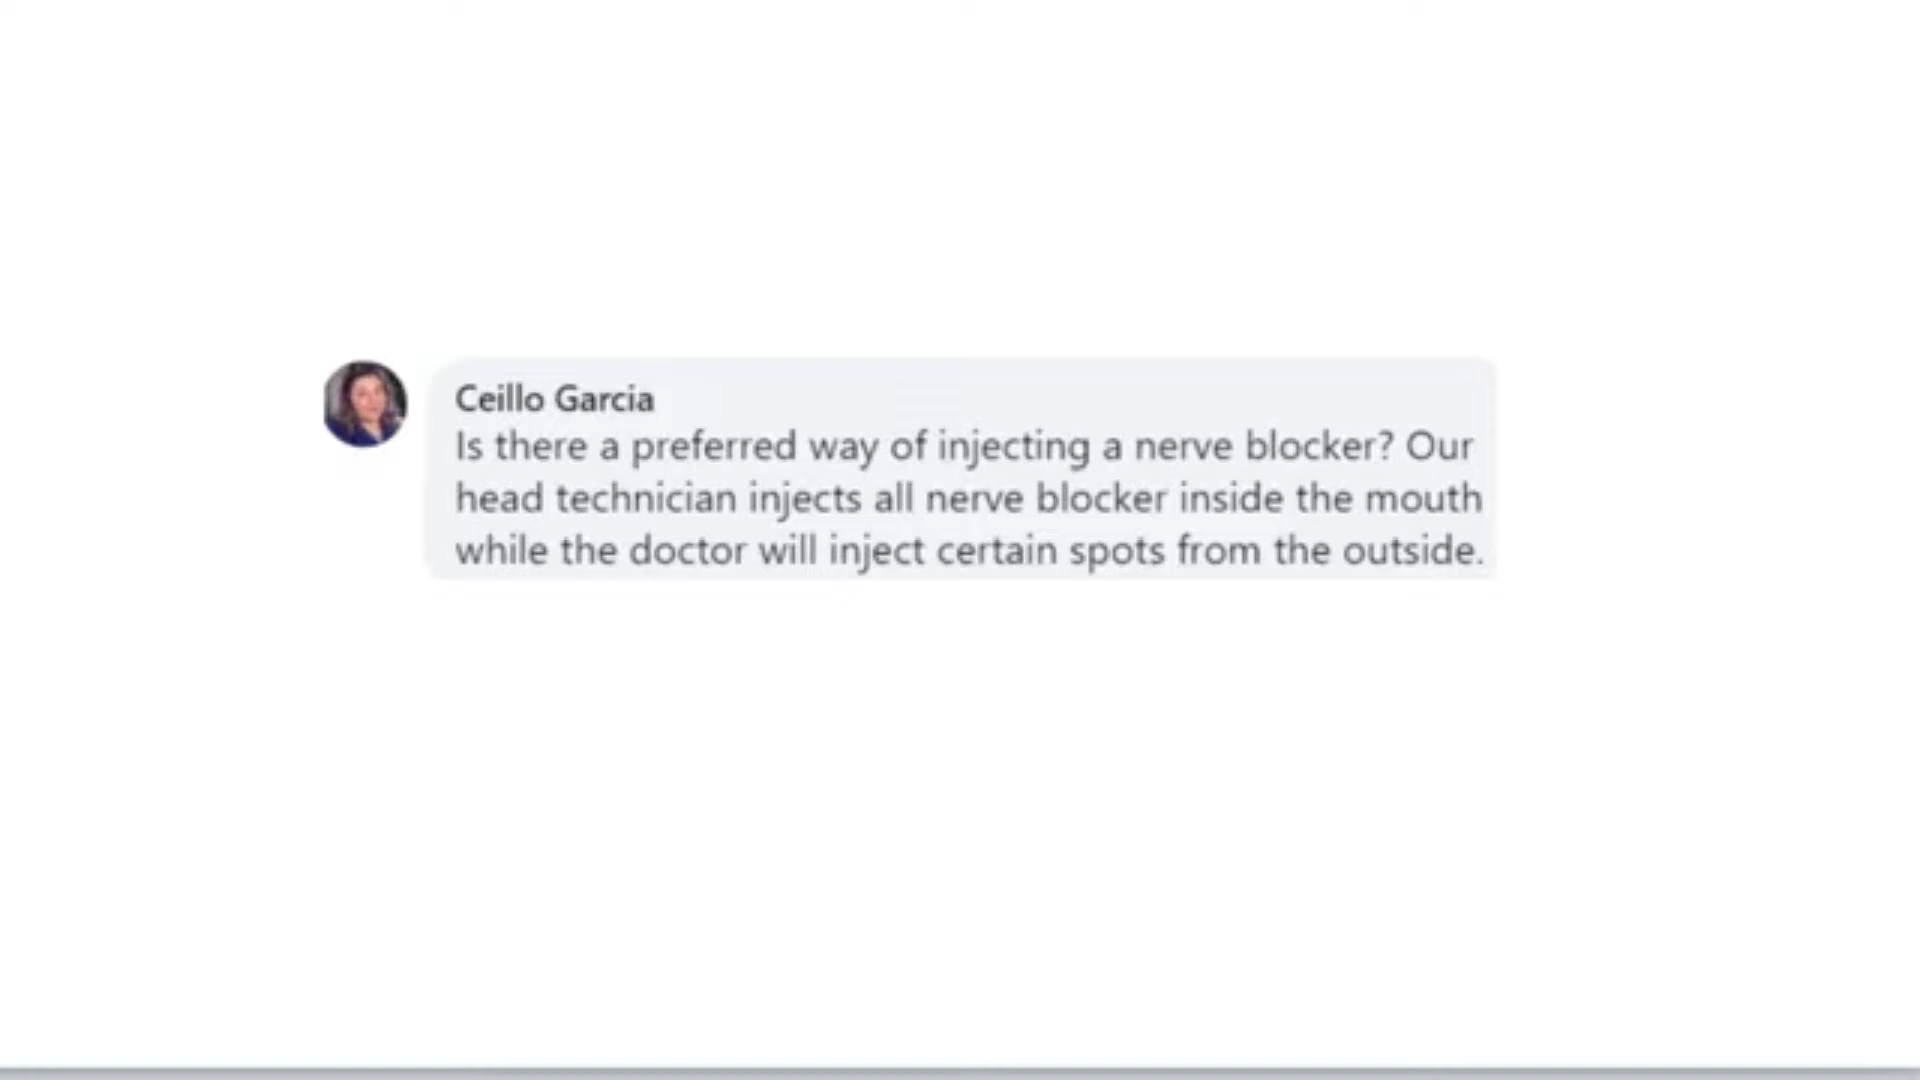 Ceillo Garcia
Is there a preferred way of injecting a nerve blocker? Our
head technician injects all nerve blocker inside the mouth
while the doctor will inject certain spots from the outside.